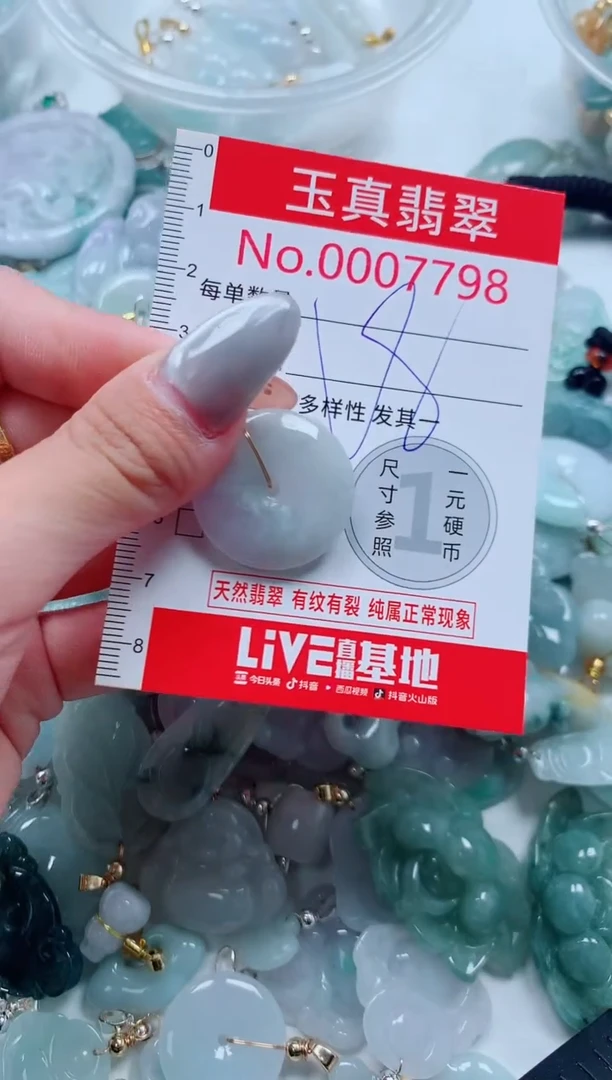 0
玉真翡翠
1
No.0007798
2
每单数
3
多样性 发其一
尺寸参照
1
一元硬币
7
天然翡翠 有纹有裂 纯属正常现象
8
LiVE直播基地
今日头条 抖音 西瓜视频 抖音火山版